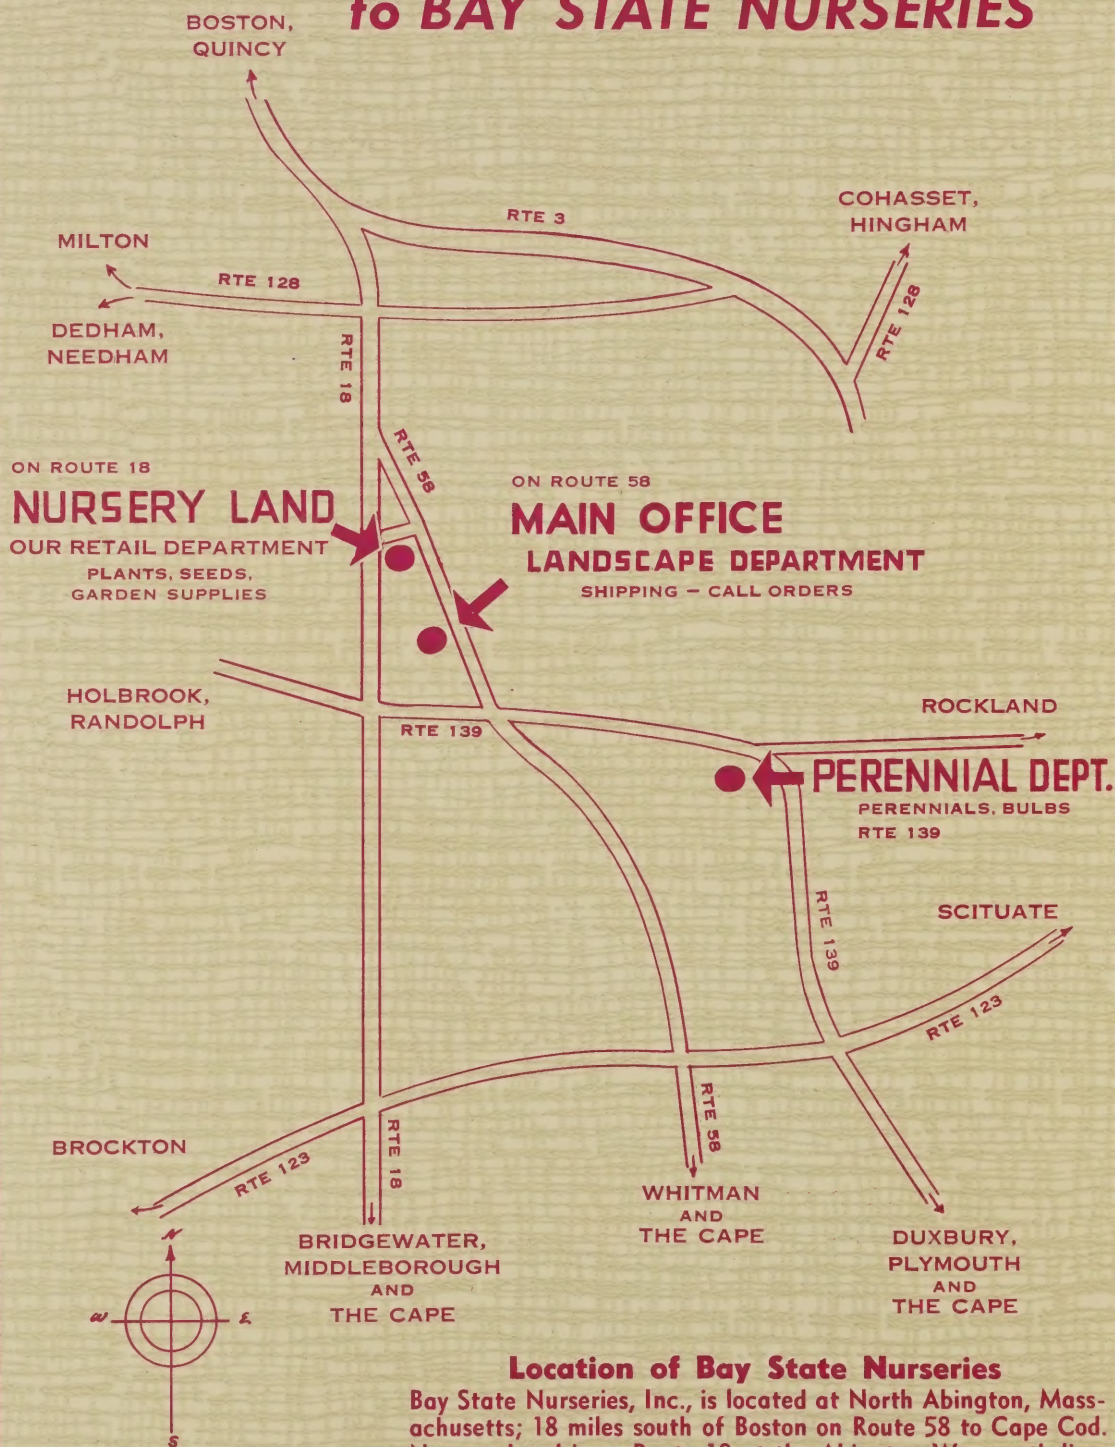 to BAY STATE NURSERIES
BOSTON,
QUINCY
COHASSET,
HINGHAM
RTE 3
MILTON
RTE 128
DEDHAM,
NEEDHAM
RTE 128
RTE 18
RTE 58
ON ROUTE 18
NURSERY LAND
OUR RETAIL DEPARTMENT
PLANTS, SEEDS,
GARDEN SUPPLIES
ON ROUTE 58
MAIN OFFICE
LANDSCAPE DEPARTMENT
SHIPPING – CALL ORDERS
HOLBROOK,
RANDOLPH
RTE 139
ROCKLAND
PERENNIAL DEPT.
PERENNIALS, BULBS
RTE 139
RTE 139
SCITUATE
RTE 123
BROCKTON
RTE 123
RTE 18
RTE 58
BRIDGEWATER,
MIDDLEBOROUGH
AND
THE CAPE
WHITMAN
AND
THE CAPE
DUXBURY,
PLYMOUTH
AND
THE CAPE
N
W
E
S
Location of Bay State Nurseries
Bay State Nurseries, Inc., is located at North Abington, Mass-
achusetts; 18 miles south of Boston on Route 58 to Cape Cod.